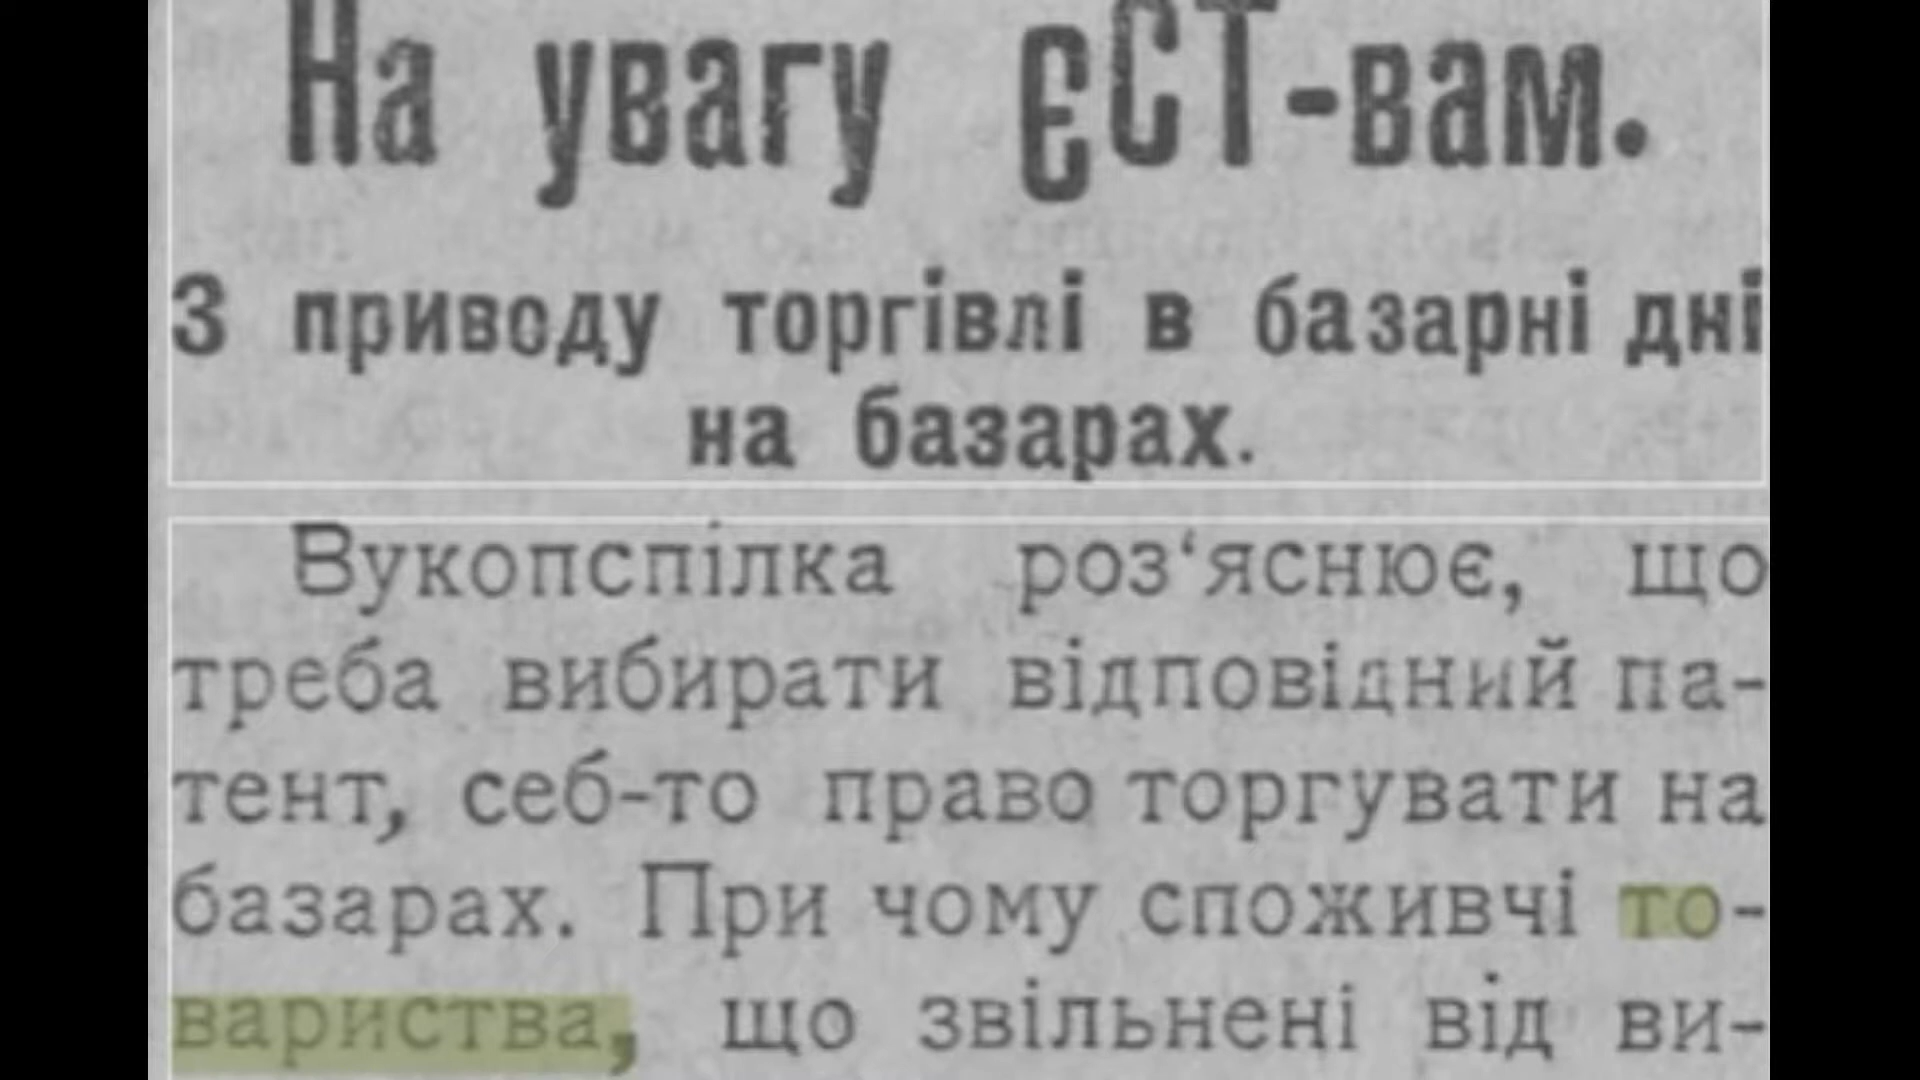 На увагу ЄСТ-вам.
З приводу торгівлі в базарні дні
на базарах.
Вукопспілка роз‘яснює, що
треба вибирати відповідний па-
тент, себ-то право торгувати на
базарах. При чому споживчі то-
вариства, що звільнені від ви-